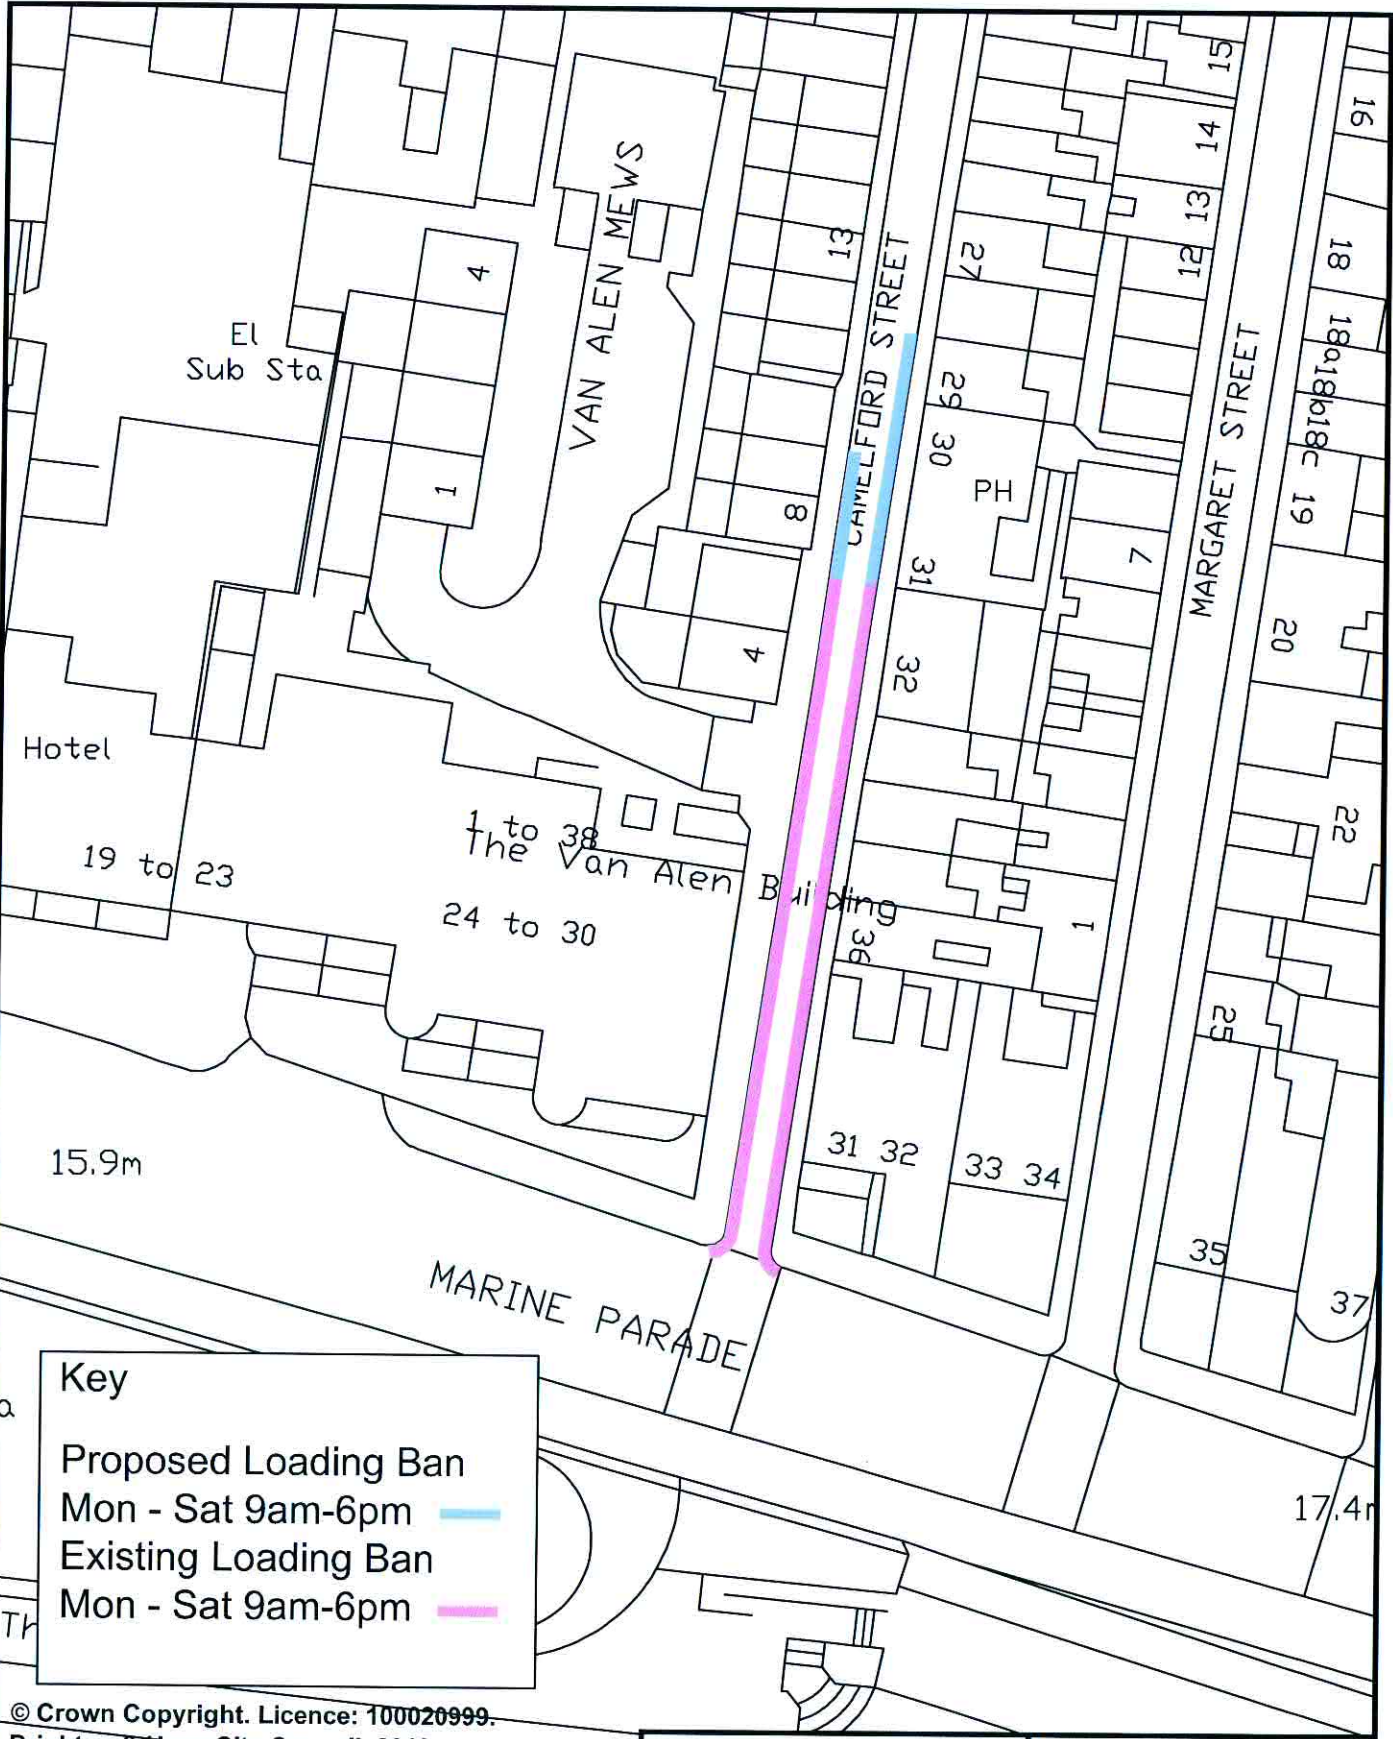 15
16
14
VAN ALEN MEWS
13
13
CAMELFORD STREET
27
12
18
4
El
Sub Sta
MARGARET STREET
18a
18b
18c
29
30
PH
1
8
19
7
31
20
4
32
Hotel
1 to 38
The Van Alen Building
22
19 to 23
24 to 30
36
1
25
15.9m
31 32
33 34
35
37
MARINE PARADE
Key
Proposed Loading Ban
Mon - Sat 9am-6pm
Existing Loading Ban
Mon - Sat 9am-6pm
a
17.4m
Th
© Crown Copyright. Licence: 100020999.